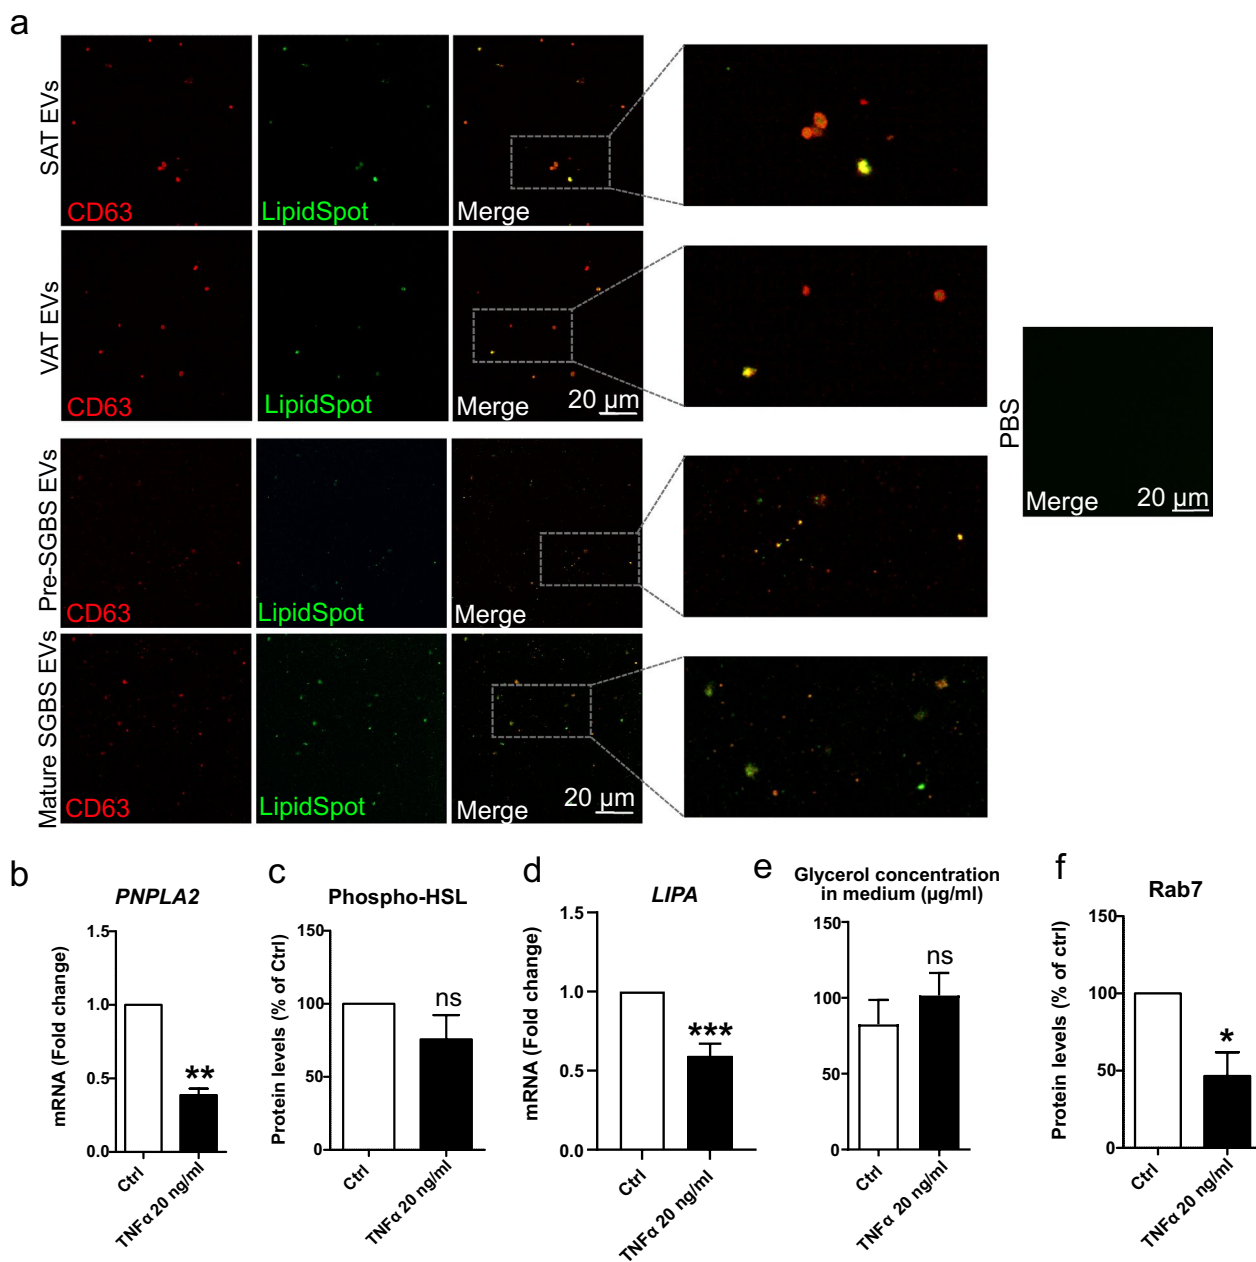 a
SAT EVs
CD63
LipidSpot
Merge
VAT EVs
CD63
LipidSpot
Merge
20 µm
PBS
Merge
20 µm
Pre-SGBS EVs
CD63
LipidSpot
Merge
Mature SGBS EVs
CD63
LipidSpot
Merge
20 µm
b
PNPLA2
mRNA (Fold change)
1.5
1.0
0.5
0.0
**
Ctrl
TNFα 20 ng/ml
c
Phospho-HSL
Protein levels (% of Ctrl)
150
100
50
0
ns
Ctrl
TNFα 20 ng/ml
d
LIPA
mRNA (Fold change)
1.5
1.0
0.5
0.0
***
Ctrl
TNFα 20 ng/ml
e
Glycerol concentration
in medium (µg/ml)
150
100
50
0
ns
Ctrl
TNFα 20 ng/ml
f
Rab7
Protein levels (% of ctrl)
150
100
50
0
*
Ctrl
TNFα 20 ng/ml